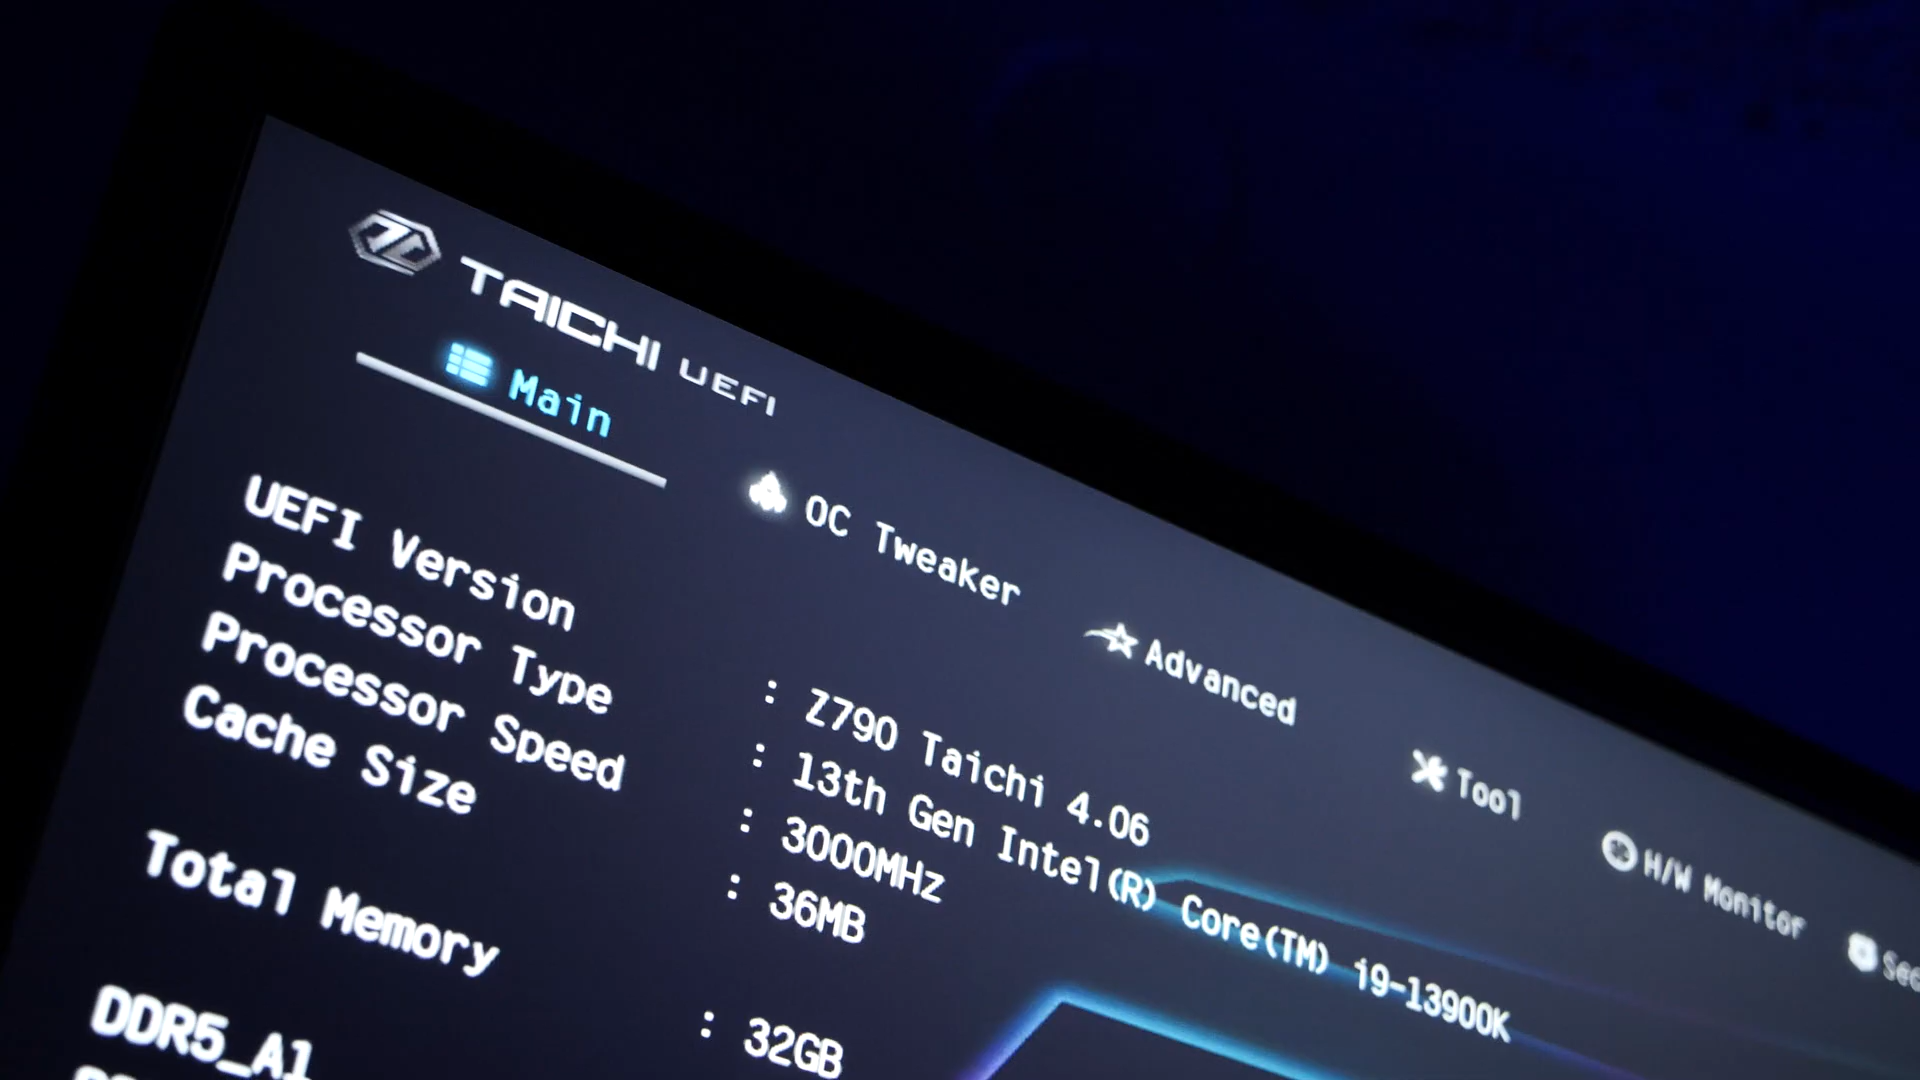 TAICHI UEFI
Main
OC Tweaker
Advanced
Tool
H/W Monitor
UEFI Version : Z790 Taichi 4.06
Processor Type : 13th Gen Intel(R) Core(TM) i9-13900K
Processor Speed : 3000MHz
Cache Size : 36MB
Total Memory : 32GB
DDR5_A1